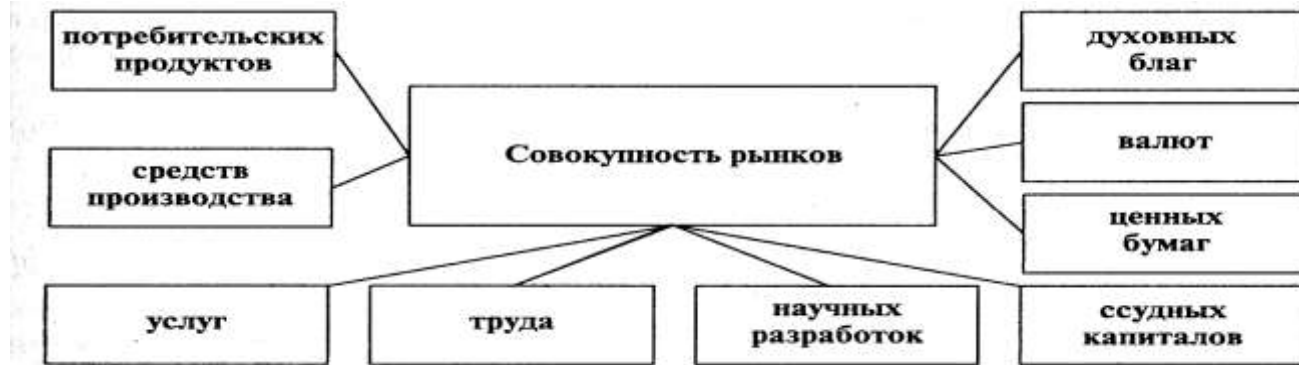 потребительских
продуктов
средств
производства
Совокупность рынков
духовных
благ
валют
ценных
бумаг
услуг
труда
научных
разработок
ссудных
капиталов